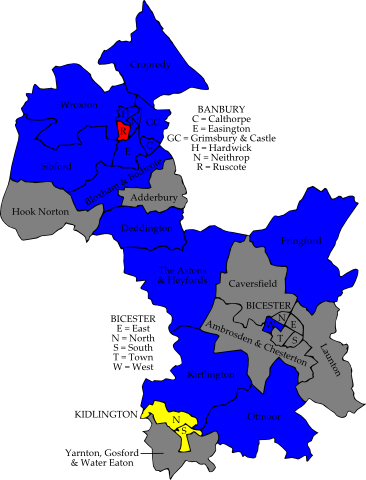 Cropredy
Wroxton
BANBURY
C = Calthorpe
E = Easington
GC = Grimsbury & Castle
H = Hardwick
N = Neithrop
R = Ruscote
H
N
GC
R
E
C
Sibford
Bloxham & Bodicote
Adderbury
Hook Norton
Deddington
Fringford
The Astons
& Heyfords
Caversfield
BICESTER
N
E
W
T
S
Ambrosden & Chesterton
Launton
BICESTER
E = East
N = North
S = South
T = Town
W = West
Kirtlington
Otmoor
KIDLINGTON
N
S
Yarnton, Gosford
& Water Eaton